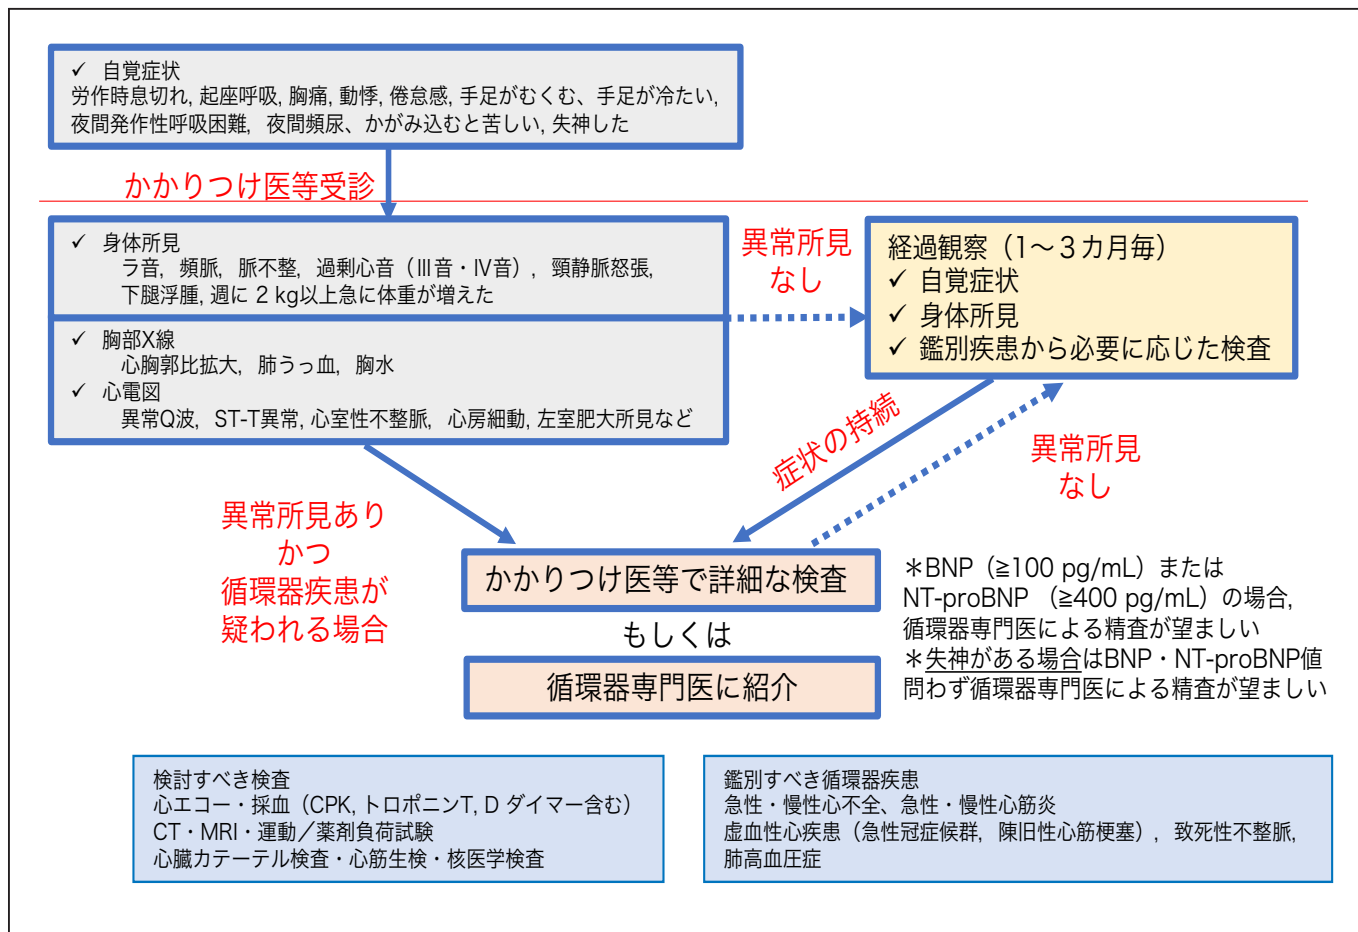 ✓ 自覚症状
労作時息切れ, 起座呼吸, 胸痛, 動悸, 倦怠感, 手足がむくむ、手足が冷たい,
夜間発作性呼吸困難, 夜間頻尿、かがみ込むと苦しい, 失神した
かかりつけ医等受診
✓ 身体所見
ラ音, 頻脈, 脈不整, 過剰心音（Ⅲ音・Ⅳ音）, 頸静脈怒張,
下腿浮腫, 週に 2 kg以上急に体重が増えた
✓ 胸部X線
心胸郭比拡大, 肺うっ血, 胸水
✓ 心電図
異常Q波, ST-T異常, 心室性不整脈, 心房細動, 左室肥大所見など
異常所見
なし
経過観察（1～3カ月毎）
✓ 自覚症状
✓ 身体所見
✓ 鑑別疾患から必要に応じた検査
症状の持続
異常所見
なし
異常所見あり
かつ
循環器疾患が
疑われる場合
かかりつけ医等で詳細な検査
もしくは
循環器専門医に紹介
＊BNP（≧100 pg/mL）または
NT-proBNP （≧400 pg/mL）の場合,
循環器専門医による精査が望ましい
＊失神がある場合はBNP・NT-proBNP値
問わず循環器専門医による精査が望ましい
検討すべき検査
心エコー・採血（CPK, トロポニンT, D ダイマー含む）
CT・MRI・運動／薬剤負荷試験
心臓カテーテル検査・心筋生検・核医学検査
鑑別すべき循環器疾患
急性・慢性心不全、急性・慢性心筋炎
虚血性心疾患（急性冠症候群, 陳旧性心筋梗塞）, 致死性不整脈,
肺高血圧症